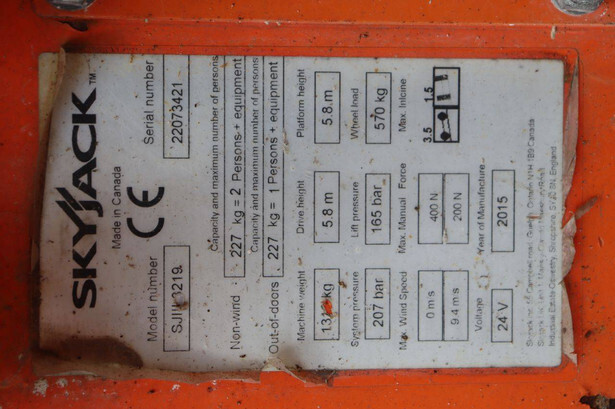 SKYJACK™
Made in Canada
CE
Model number
Serial number
22073421
Capacity and maximum number of persons
Non-wind
227 kg = 2 Persons + equipment
Capacity and maximum number of persons
Out-of-doors
227 kg = 1 Persons + equipment
Machine weight
Drive height
Platform height
kg
5.8 m
5.8 m
System pressure
Lift pressure
Wheel load
207 bar
165 bar
570 kg
Max. Wind Speed
Max. Manual Force
Max. Incline
0 m/s
400 N
3.5
1.5
9.4 m/s
200 N
Voltage
Year of Manufacture
24 V
2015